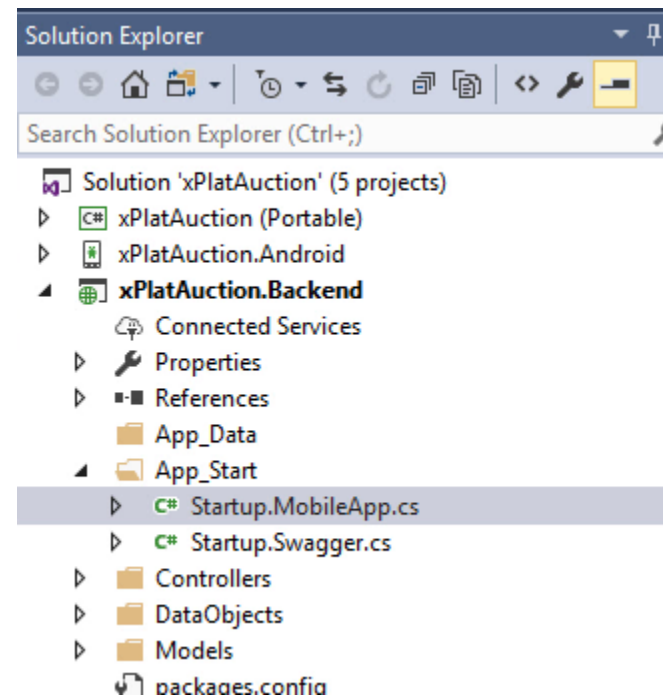 Solution Explorer
Search Solution Explorer (Ctrl+;)
Solution 'xPlatAuction' (5 projects)
C# xPlatAuction (Portable)
xPlatAuction.Android
xPlatAuction.Backend
Connected Services
Properties
References
App_Data
App_Start
C# Startup.MobileApp.cs
C# Startup.Swagger.cs
Controllers
DataObjects
Models
packages.config